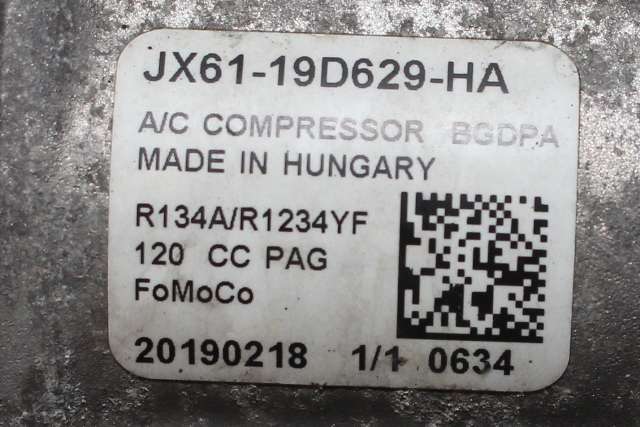 JX61-19D629-HA
A/C COMPRESSOR BGDPA
MADE IN HUNGARY
R134A/R1234YF
120 CC PAG
FoMoCo
20190218 1/1 0634